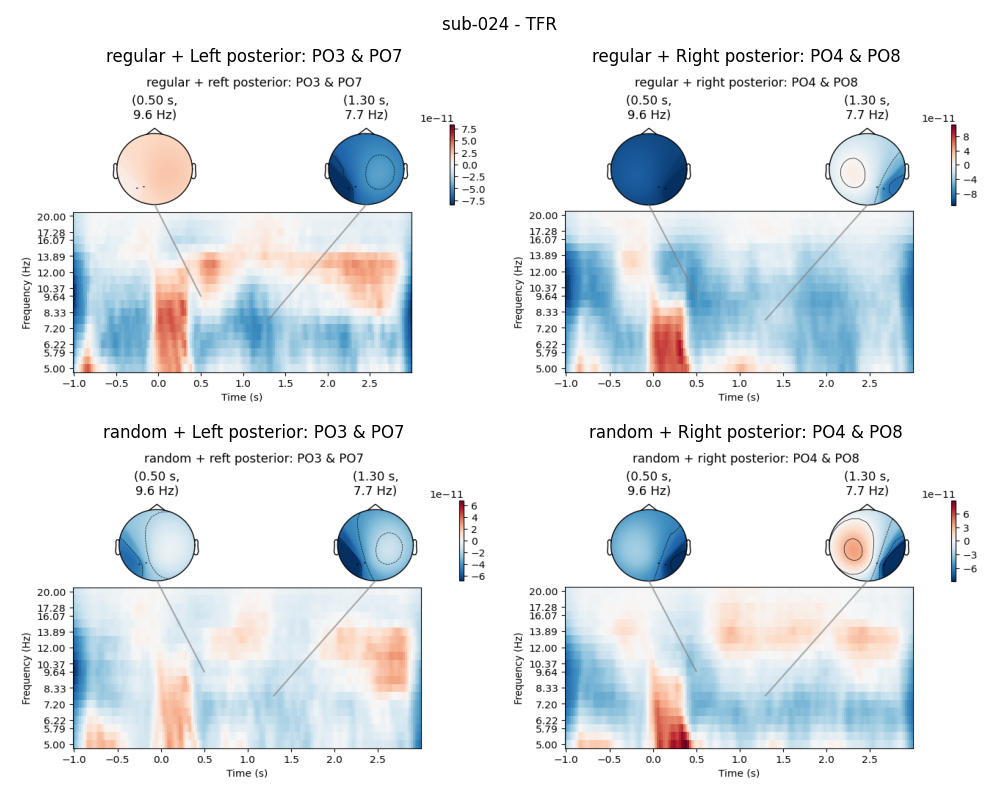 sub-024 - TFR
regular + Left posterior: PO3 & PO7
regular + reft posterior: PO3 & PO7
(0.50 s,
9.6 Hz)
(1.30 s,
7.7 Hz)
1e−11
7.5
5.0
2.5
0.0
−2.5
−5.0
−7.5
Frequency (Hz)
20.00
17.28
16.07
13.89
12.00
10.37
9.64
8.33
7.20
6.22
5.79
5.00
−1.0 −0.5 0.0 0.5 1.0 1.5 2.0 2.5
Time (s)
regular + Right posterior: PO4 & PO8
regular + right posterior: PO4 & PO8
(0.50 s,
9.6 Hz)
(1.30 s,
7.7 Hz)
1e−11
8
4
0
−4
−8
Frequency (Hz)
20.00
17.28
16.07
13.89
12.00
10.37
9.64
8.33
7.20
6.22
5.79
5.00
−1.0 −0.5 0.0 0.5 1.0 1.5 2.0 2.5
Time (s)
random + Left posterior: PO3 & PO7
random + reft posterior: PO3 & PO7
(0.50 s,
9.6 Hz)
(1.30 s,
7.7 Hz)
1e−11
6
4
2
0
−2
−4
−6
Frequency (Hz)
20.00
17.28
16.07
13.89
12.00
10.37
9.64
8.33
7.20
6.22
5.79
5.00
−1.0 −0.5 0.0 0.5 1.0 1.5 2.0 2.5
Time (s)
random + Right posterior: PO4 & PO8
random + right posterior: PO4 & PO8
(0.50 s,
9.6 Hz)
(1.30 s,
7.7 Hz)
1e−11
6
3
0
−3
−6
Frequency (Hz)
20.00
17.28
16.07
13.89
12.00
10.37
9.64
8.33
7.20
6.22
5.79
5.00
−1.0 −0.5 0.0 0.5 1.0 1.5 2.0 2.5
Time (s)